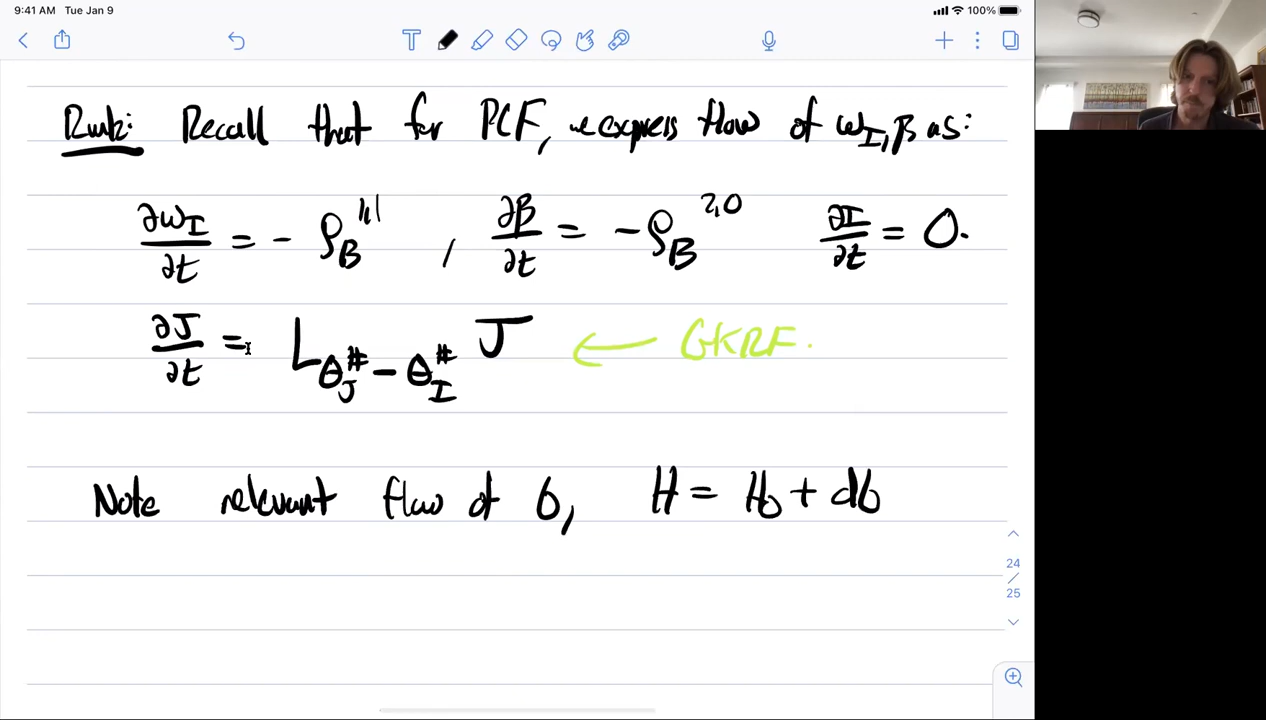 9:41 AM Tue Jan 9
100%
Rmk: Recall that for PCF, we express flow of ω_I, β as:
∂ω_I/∂t = - ρ_B^{1,1} , ∂β/∂t = - ρ_B^{2,0} ∂I/∂t = 0.
∂J/∂t = L_{θ_J^# - θ_I^#} J ← GKRF.
Note relevant flow of b, H = H_0 + db
24
/
25